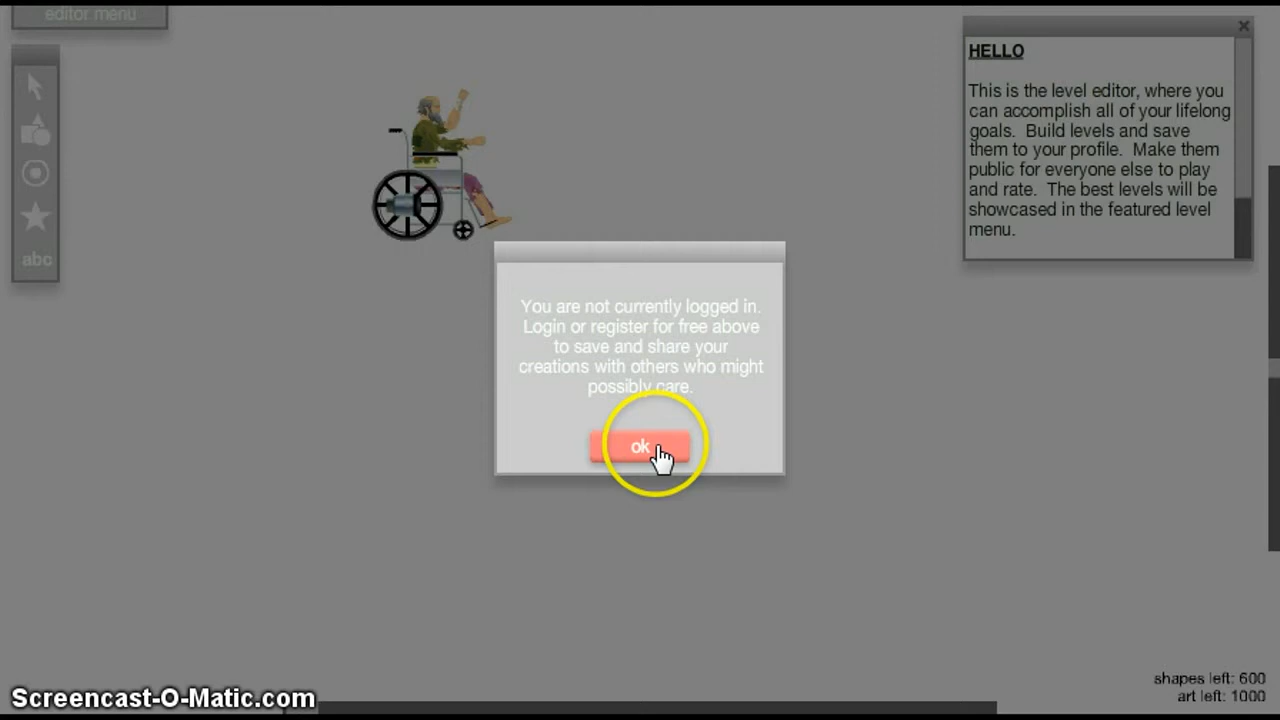 editor menu
HELLO
This is the level editor, where you
can accomplish all of your lifelong
goals. Build levels and save
them to your profile. Make them
public for everyone else to play
and rate. The best levels will be
showcased in the featured level
menu.
abc
You are not currently logged in.
Login or register for free above
to save and share your
creations with others who might
possibly care.
ok
shapes left: 600
art left: 1000
Screencast-O-Matic.com